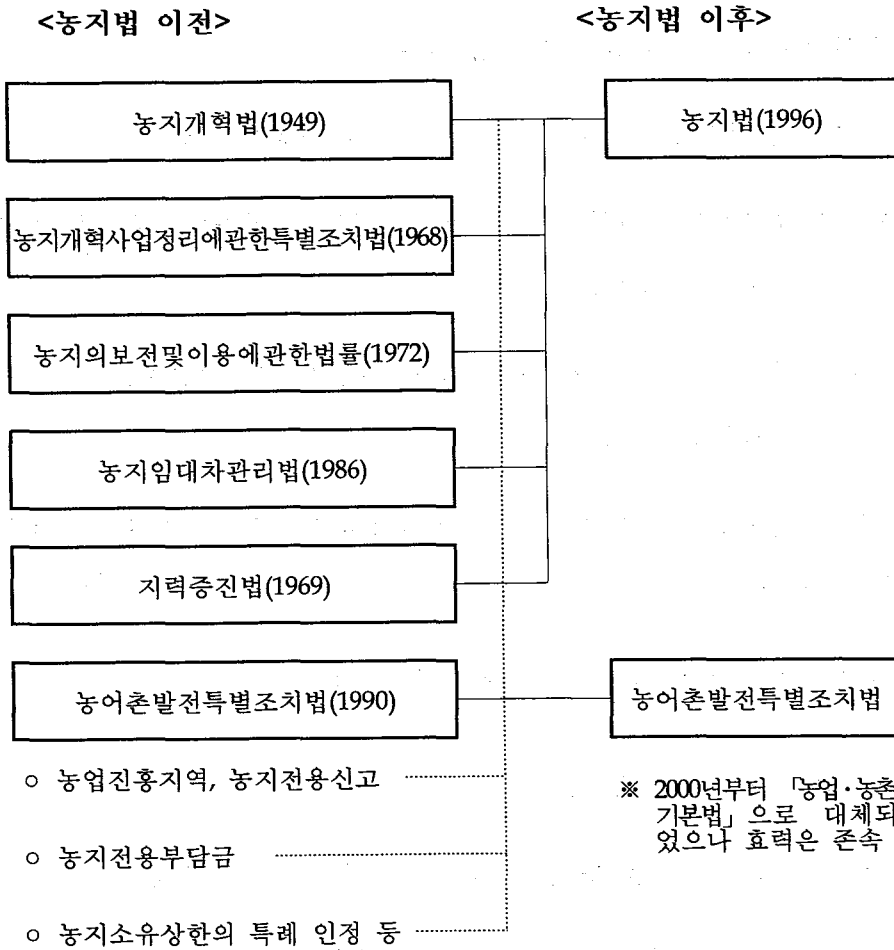 <농지법 이전>
<농지법 이후>
농지개혁법(1949)
농지법(1996)
농지개혁사업정리에관한특별조치법(1968)
농지의보전및이용에관한법률(1972)
농지임대차관리법(1986)
지력증진법(1969)
농어촌발전특별조치법(1990)
농어촌발전특별조치법
○ 농업진흥지역, 농지전용신고
○ 농지전용부담금
○ 농지소유상한의 특례 인정 등
※ 2000년부터 「농업·농촌
기본법」으로 대체되
었으나 효력은 존속